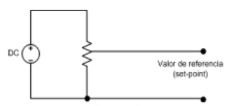 DC
Valor de referencia
(set-point)